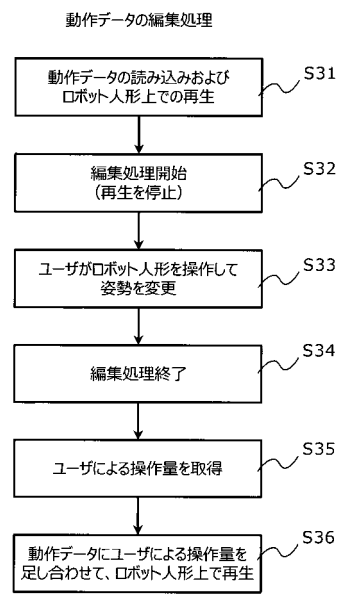 動作データの編集処理
動作データの読み込みおよび
ロボット人形上での再生
S31
編集処理開始
(再生を停止)
S32
ユーザがロボット人形を操作して
姿勢を変更
S33
編集処理終了
S34
ユーザによる操作量を取得
S35
動作データにユーザによる操作量を
足し合わせて、ロボット人形上で再生
S36